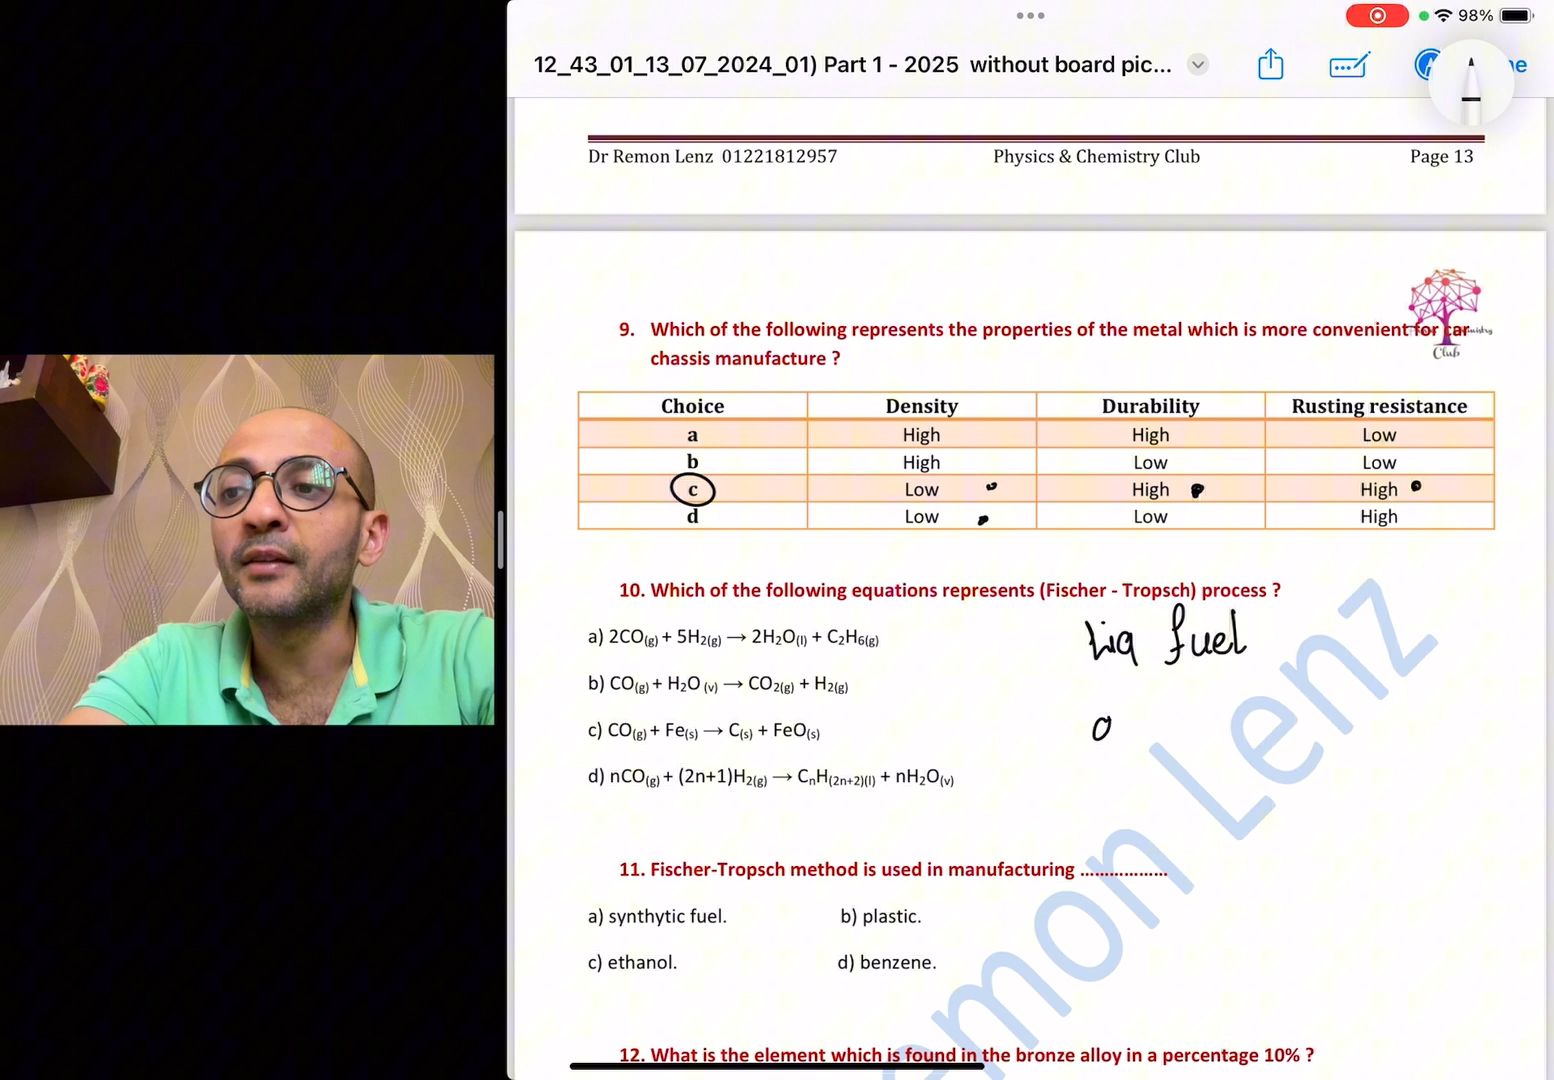 98%
12_43_01_13_07_2024_01) Part 1 - 2025 without board pic...
Dr Remon Lenz 01221812957 Physics & Chemistry Club Page 13
Club
9. Which of the following represents the properties of the metal which is more convenient for car
chassis manufacture ?
Choice Density Durability Rusting resistance
a High High Low
b High Low Low
c Low High High
d Low Low High
10. Which of the following equations represents (Fischer - Tropsch) process ?
Liq fuel
a) 2CO(g) + 5H₂(g) → 2H₂O(l) + C₂H₆(g)
b) CO(g) + H₂O (v) → CO₂(g) + H₂(g)
c) CO(g) + Fe(s) → C(s) + FeO(s)
d) nCO(g) + (2n+1)H₂(g) → CₙH(2n+2)(l) + nH₂O(v)
11. Fischer-Tropsch method is used in manufacturing ..................
a) synthytic fuel. b) plastic.
c) ethanol. d) benzene.
12. What is the element which is found in the bronze alloy in a percentage 10% ?
emon Lenz